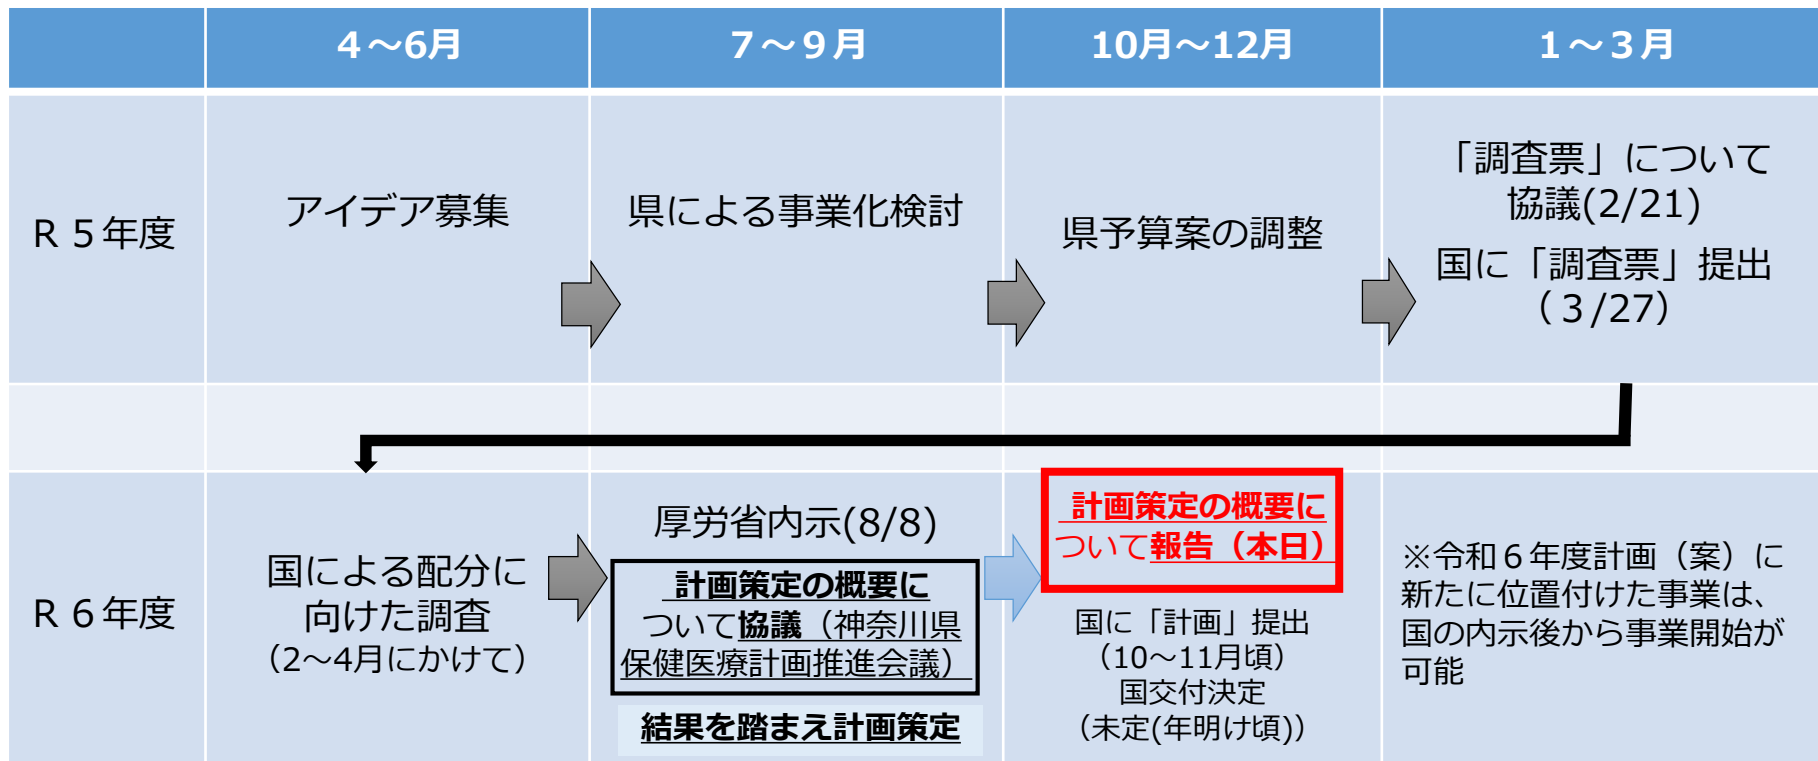 ４～6月
７～９月
10月～12月
１～３月
Ｒ５年度
アイデア募集
県による事業化検討
県予算案の調整
「調査票」について
協議(2/21)
国に「調査票」提出
（３/27）
Ｒ６年度
国による配分に
向けた調査
（2～4月にかけて）
厚労省内示(8/8)
計画策定の概要に
ついて協議（神奈川県
保健医療計画推進会議）
結果を踏まえ計画策定
計画策定の概要に
ついて報告（本日）
国に「計画」提出
（10～11月頃）
国交付決定
（未定(年明け頃)）
※令和６年度計画（案）に
新たに位置付けた事業は、
国の内示後から事業開始が
可能